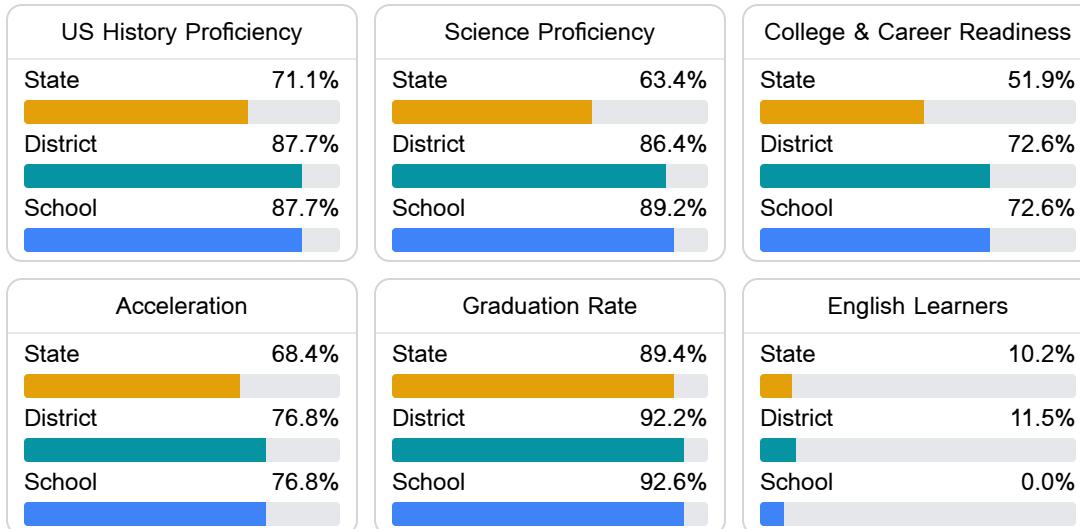 US History Proficiency
State 71.1%
District 87.7%
School 87.7%
Science Proficiency
State 63.4%
District 86.4%
School 89.2%
College & Career Readiness
State 51.9%
District 72.6%
School 72.6%
Acceleration
State 68.4%
District 76.8%
School 76.8%
Graduation Rate
State 89.4%
District 92.2%
School 92.6%
English Learners
State 10.2%
District 11.5%
School 0.0%